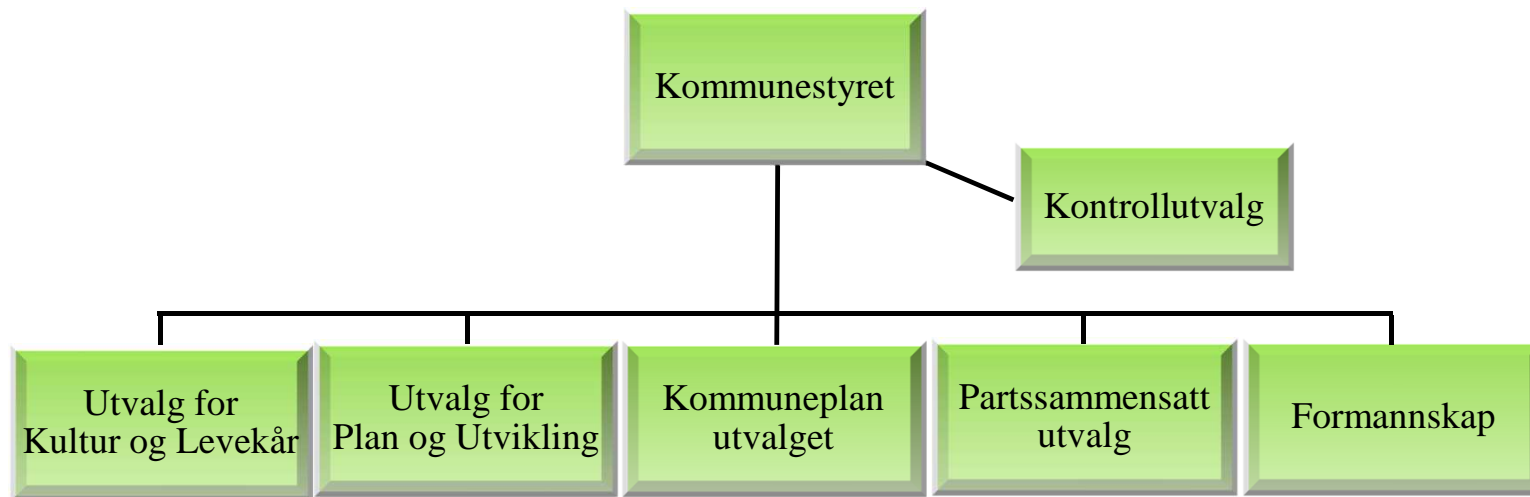 Kommunestyret
Kontrollutvalg
Utvalg for
Kultur og Levekår
Utvalg for
Plan og Utvikling
Kommuneplan
utvalget
Partssammensatt
utvalg
Formannskap